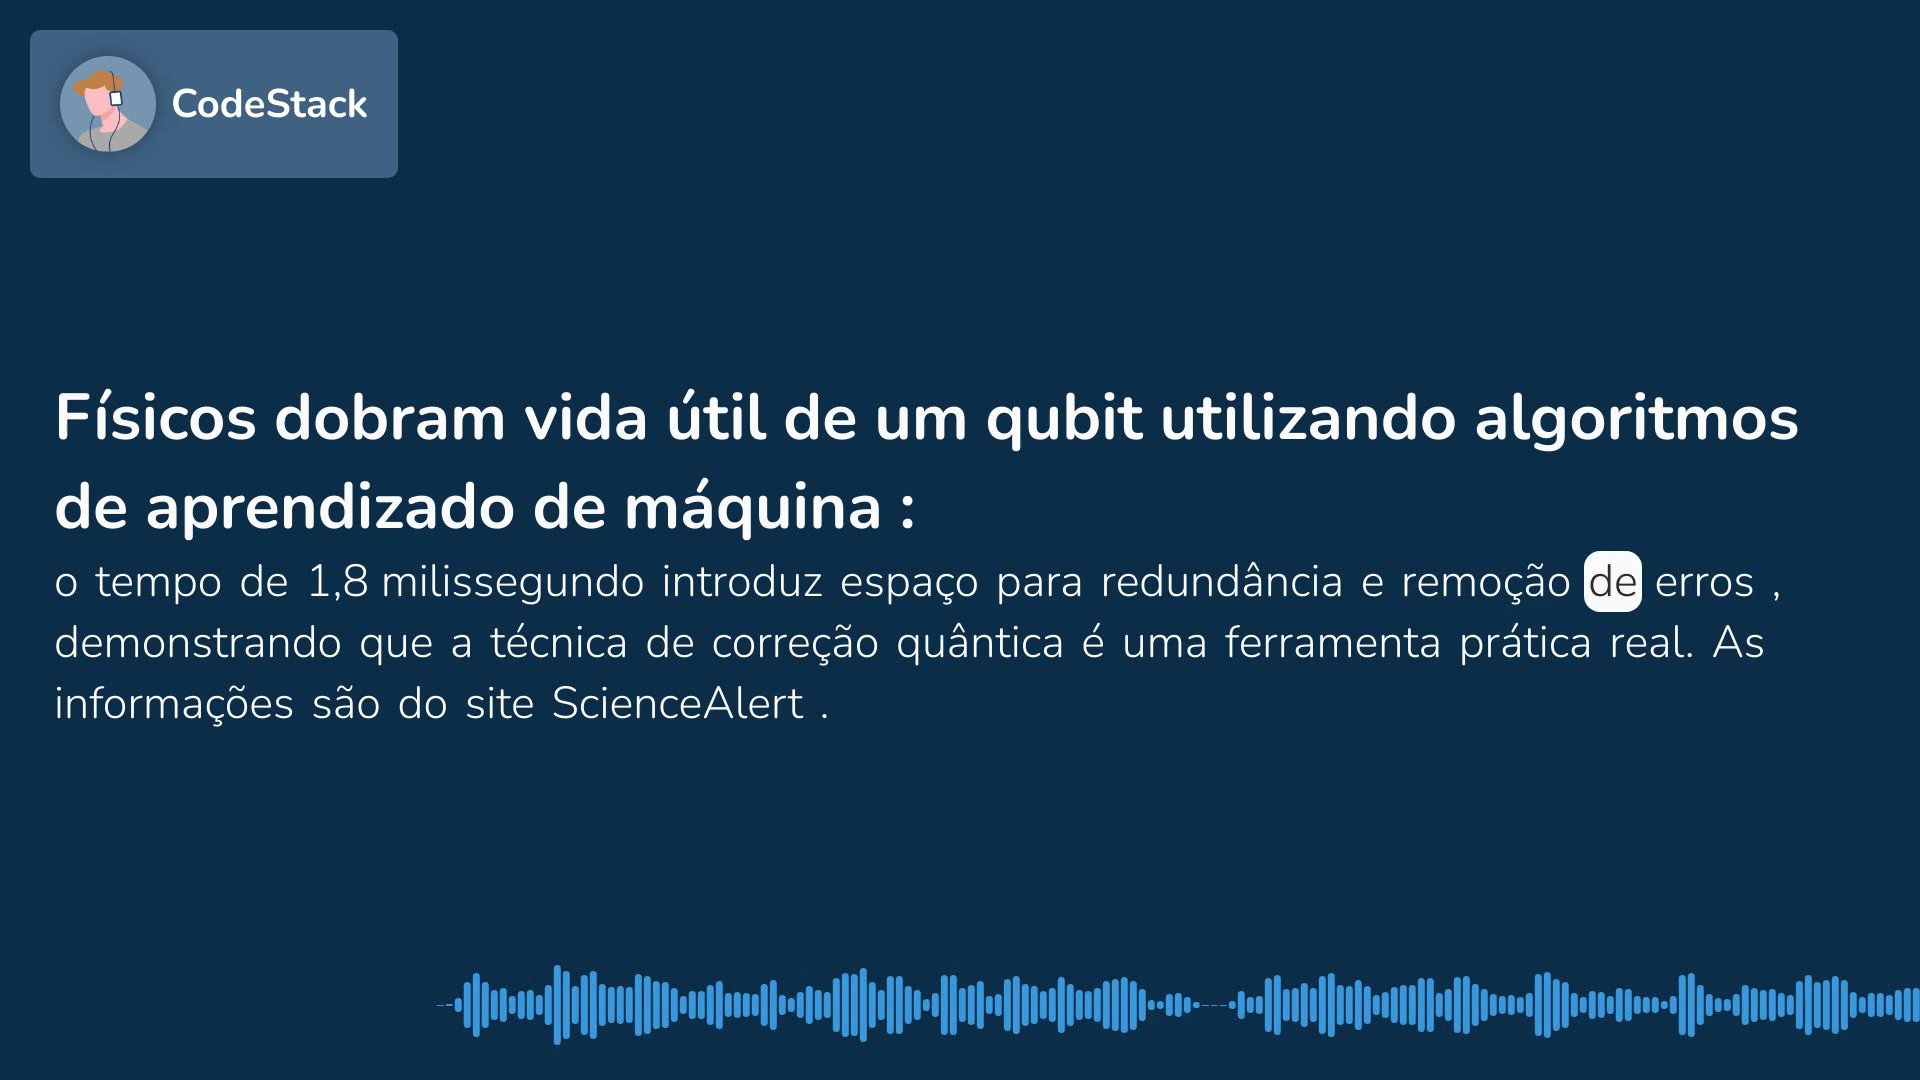 CodeStack
Físicos dobram vida útil de um qubit utilizando algoritmos
de aprendizado de máquina :
o tempo de 1,8 milissegundo introduz espaço para redundância e remoção de erros ,
demonstrando que a técnica de correção quântica é uma ferramenta prática real. As
informações são do site ScienceAlert .